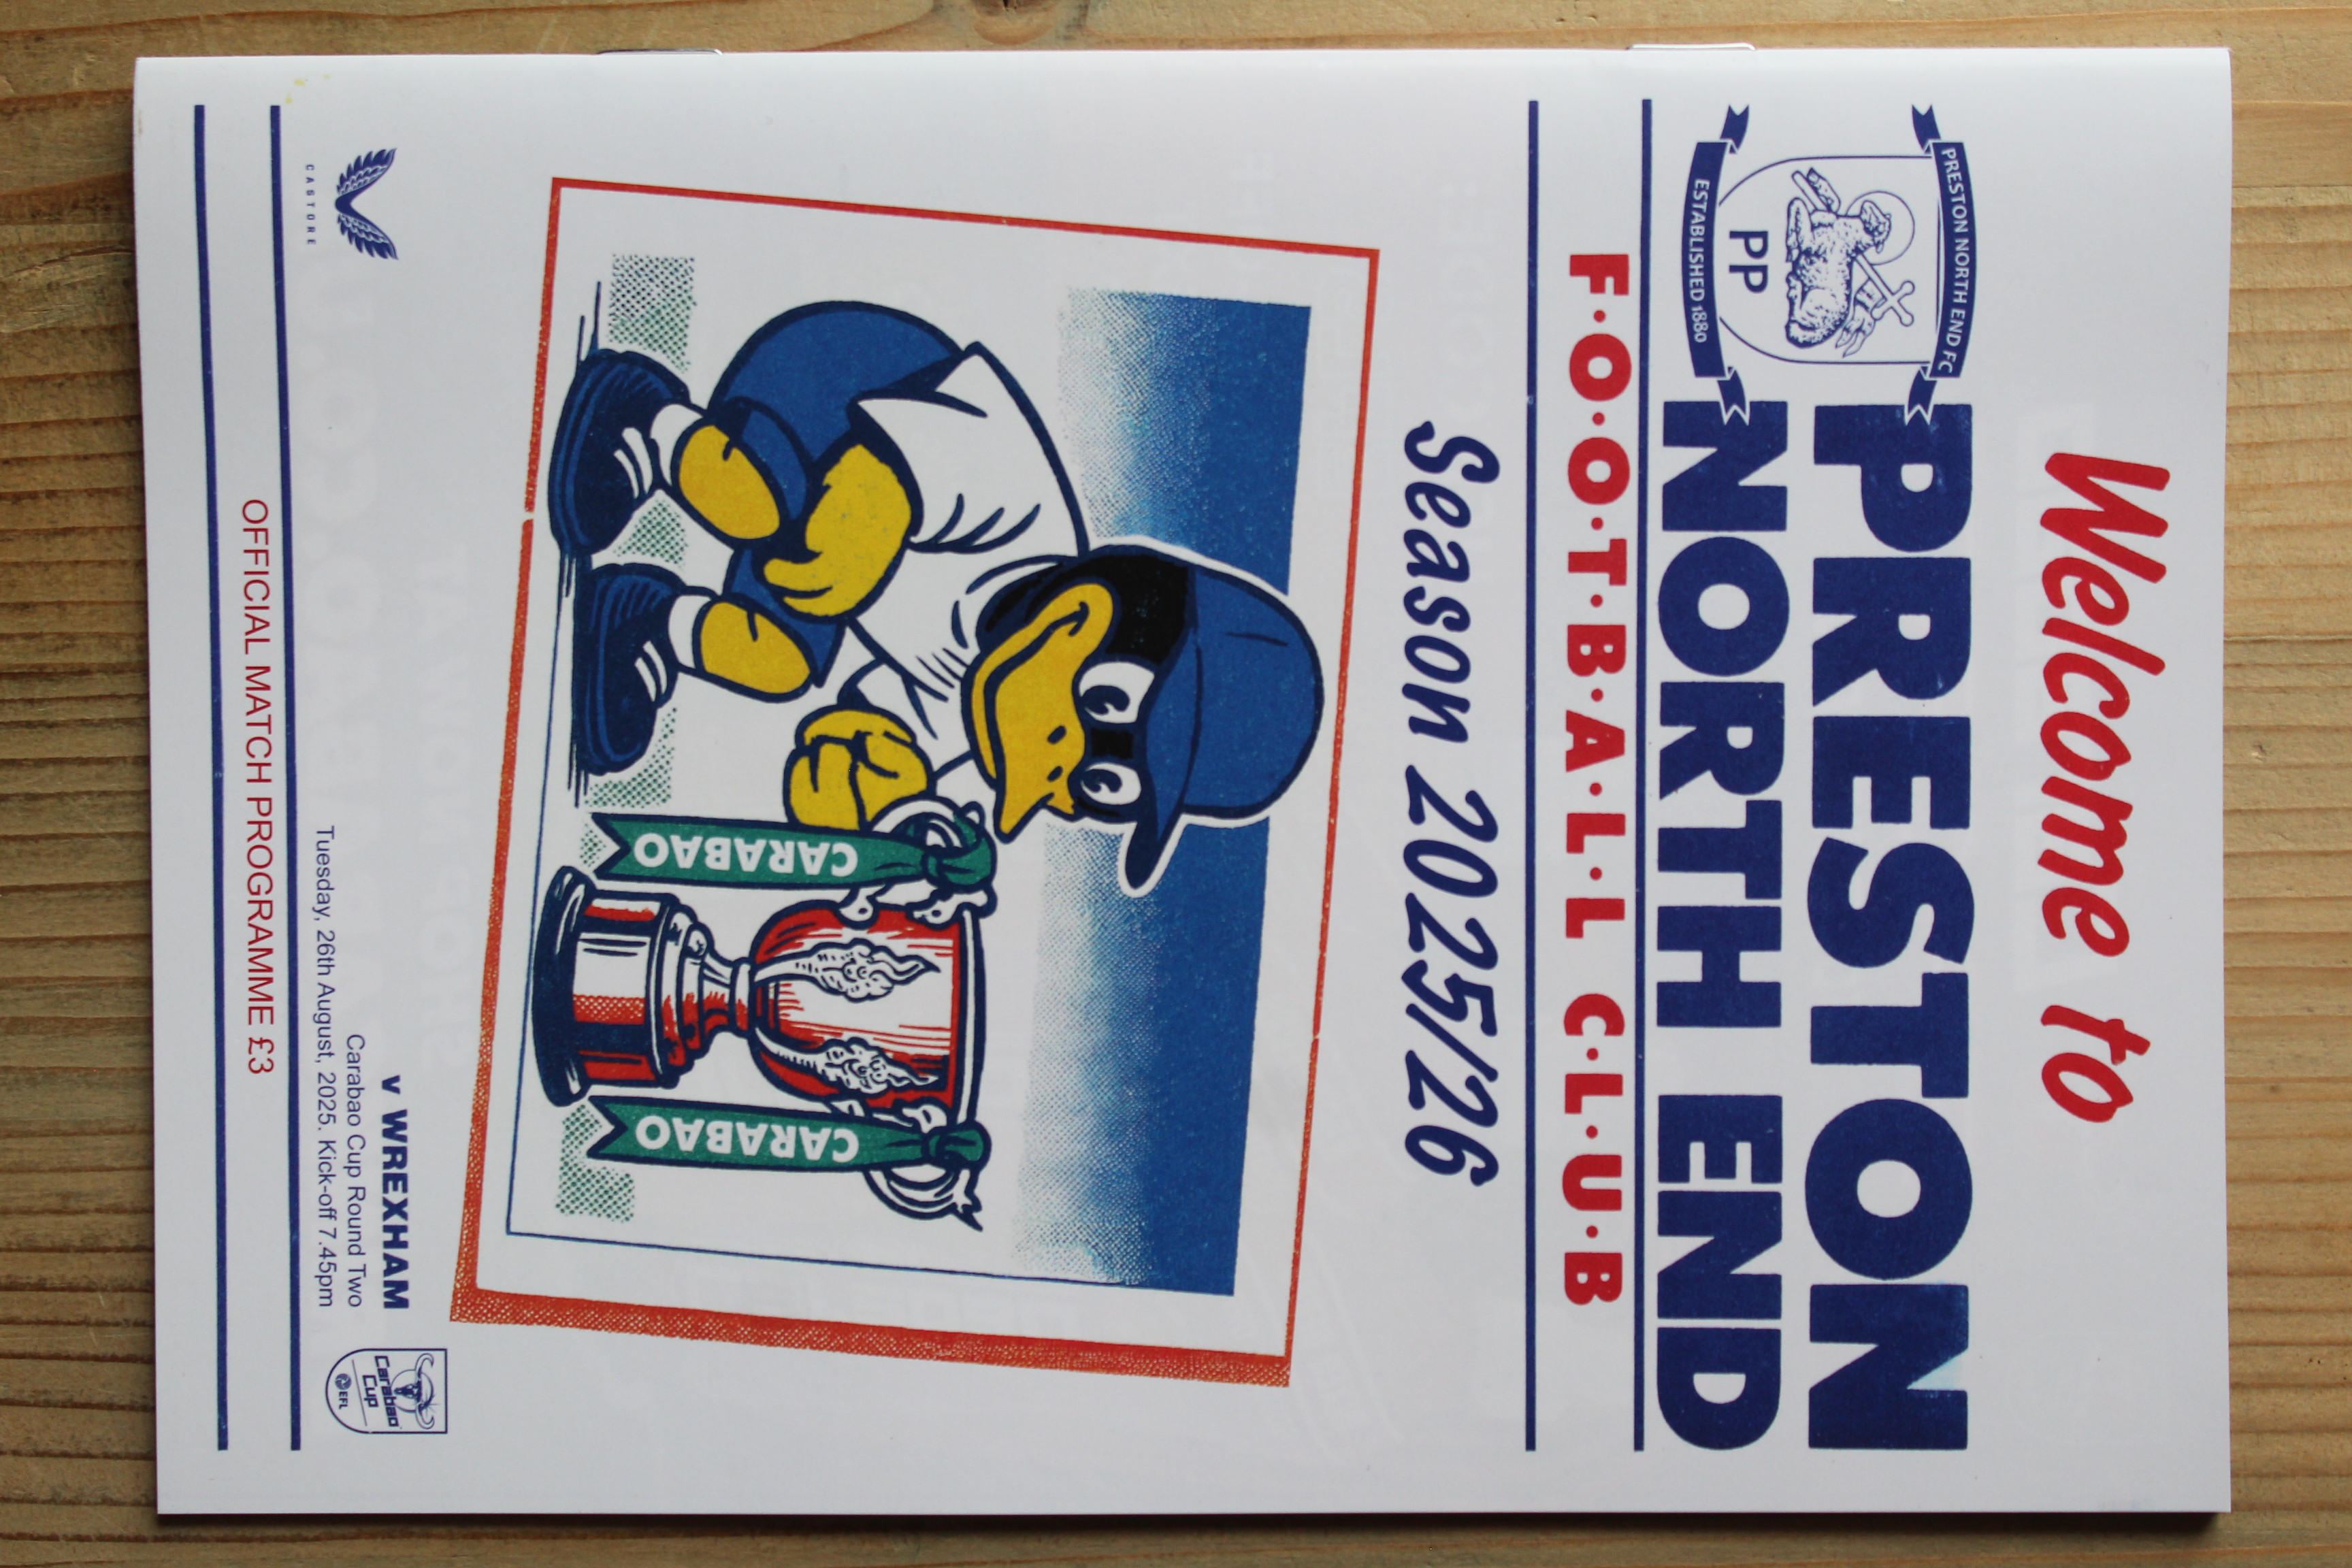 Welcome to
PRESTON NORTH END FC
PP
ESTABLISHED 1880
PRESTON
NORTH END
F·O·O·T·B·A·L·L C·L·U·B
Season 2025/26
CARABAO
CARABAO
CASTORE
v WREXHAM
Carabao Cup Round Two
Tuesday, 26th August, 2025. Kick-off 7.45pm
Carabao
Cup
EFL
OFFICIAL MATCH PROGRAMME £3